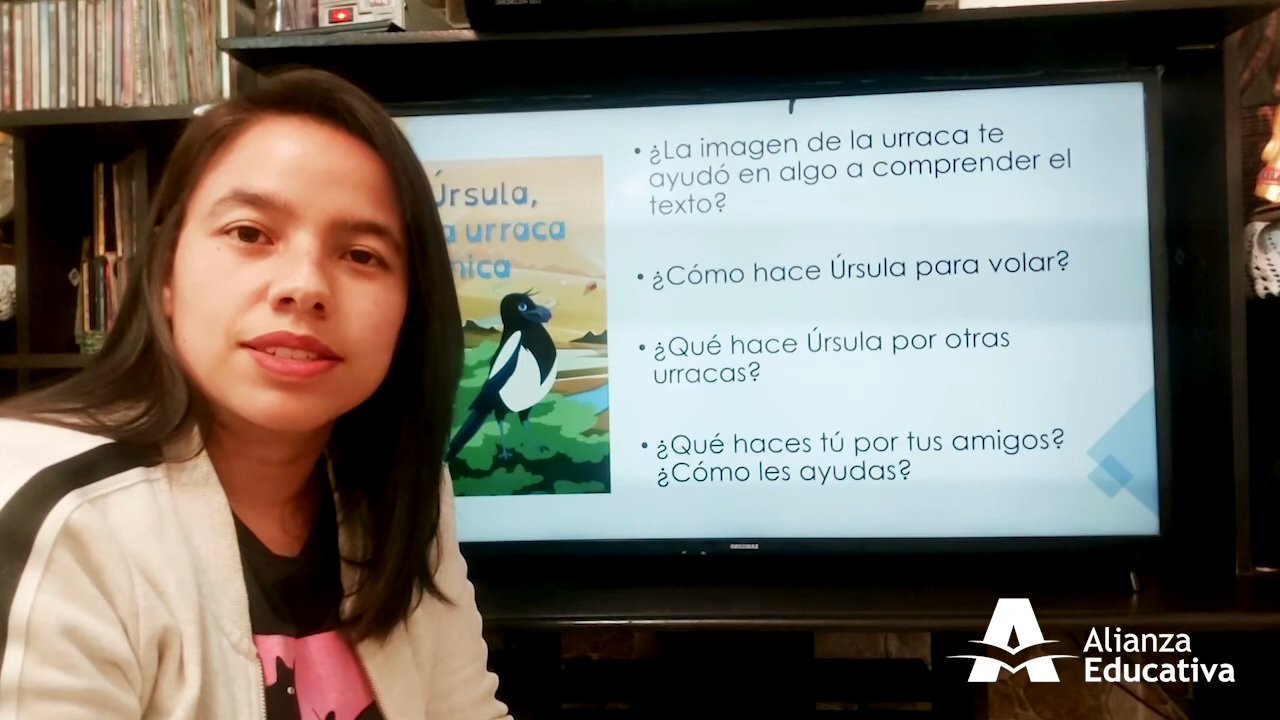 Úrsula,
urraca
• ¿La imagen de la urraca te
ayudó en algo a comprender el
texto?
• ¿Cómo hace Úrsula para volar?
• ¿Qué hace Úrsula por otras
urracas?
• ¿Qué haces tú por tus amigos?
¿Cómo les ayudas?
SAMSUNG
Alianza
Educativa